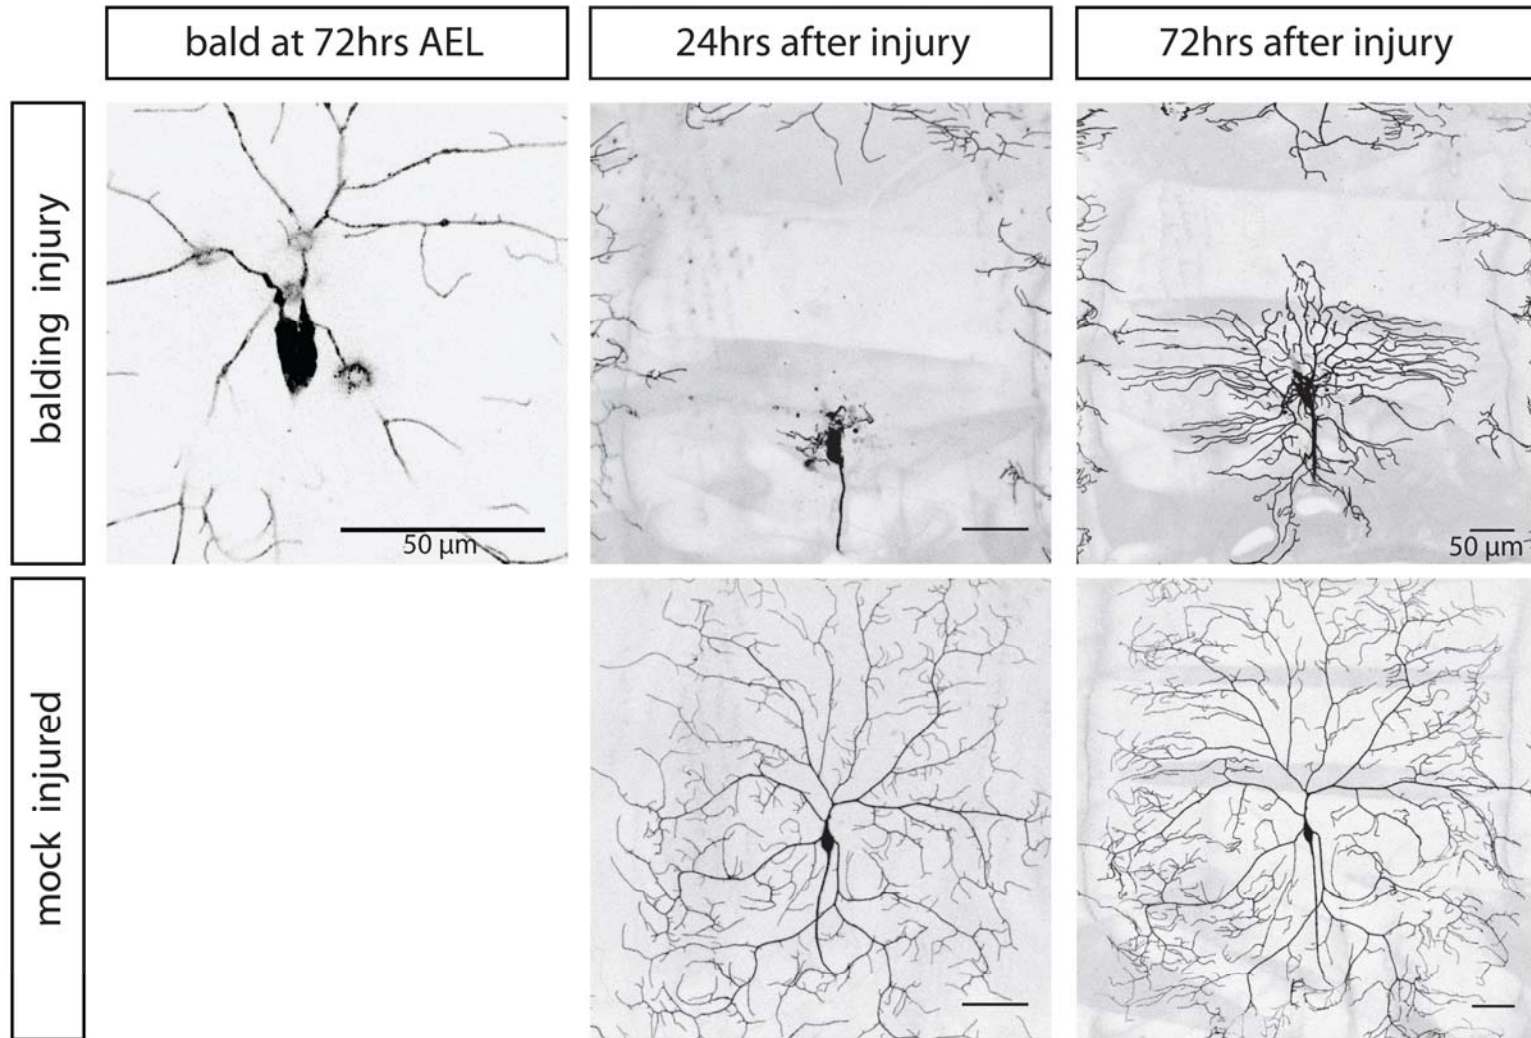 bald at 72hrs AEL
24hrs after injury
72hrs after injury
balding injury
50 µm
50 µm
mock injured